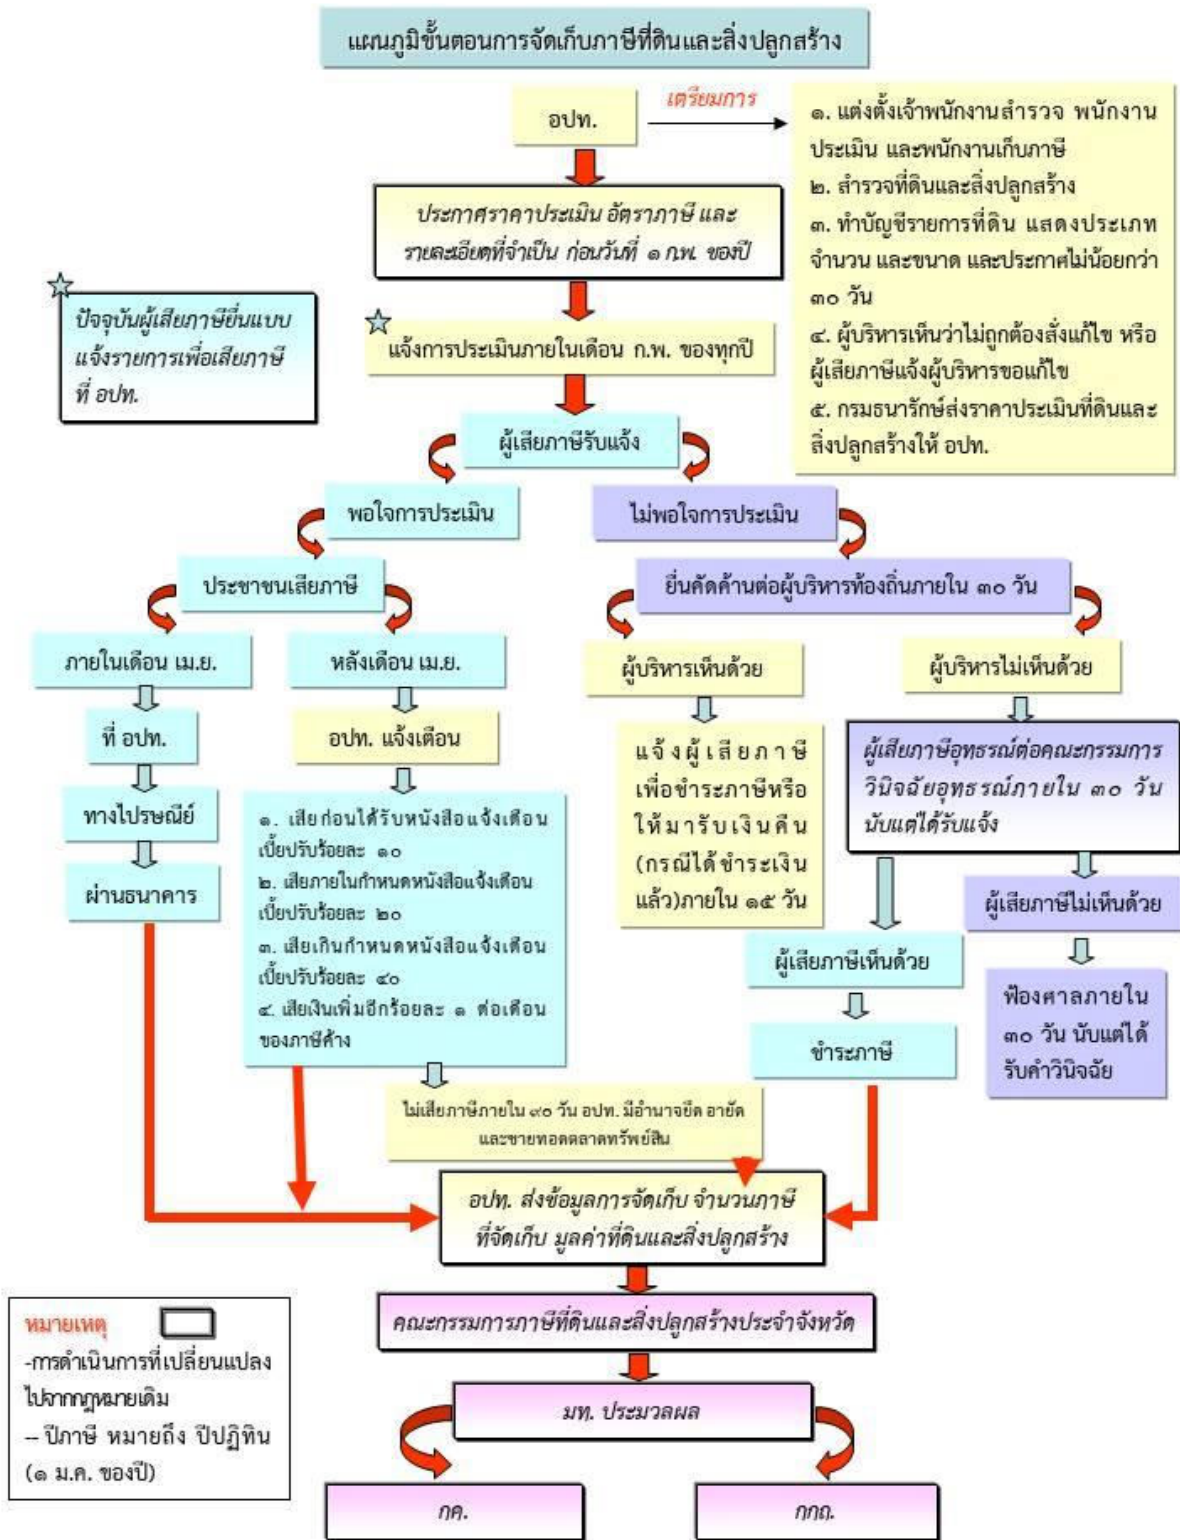 แผนภูมิขั้นตอนการจัดเก็บภาษีที่ดินและสิ่งปลูกสร้าง
อปท.
เตรียมการ
๑. แต่งตั้งเจ้าพนักงานสำรวจ พนักงาน
ประเมิน และพนักงานเก็บภาษี
๒. สำรวจที่ดินและสิ่งปลูกสร้าง
๓. ทำบัญชีรายการที่ดิน แสดงประเภท
จำนวน และขนาด และประกาศไม่น้อยกว่า
๓๐ วัน
๔. ผู้บริหารเห็นว่าไม่ถูกต้องสั่งแก้ไข หรือ
ผู้เสียภาษีแจ้งผู้บริหารขอแก้ไข
๕. กรมธนารักษ์ส่งราคาประเมินที่ดินและ
สิ่งปลูกสร้างให้ อปท.
ประกาศราคาประเมิน อัตราภาษี และ
รายละเอียดที่จำเป็น ก่อนวันที่ ๑ ก.พ. ของปี
ปัจจุบันผู้เสียภาษียื่นแบบ
แจ้งรายการเพื่อเสียภาษี
ที่ อปท.
แจ้งการประเมินภายในเดือน ก.พ. ของทุกปี
ผู้เสียภาษีรับแจ้ง
พอใจการประเมิน
ไม่พอใจการประเมิน
ประชาชนเสียภาษี
ยื่นคัดค้านต่อผู้บริหารท้องถิ่นภายใน ๓๐ วัน
ภายในเดือน เม.ย.
หลังเดือน เม.ย.
ผู้บริหารเห็นด้วย
ผู้บริหารไม่เห็นด้วย
ที่ อปท.
อปท. แจ้งเตือน
แจ้งผู้เสียภาษี
เพื่อชำระภาษีหรือ
ให้มารับเงินคืน
(กรณีได้ชำระเงิน
แล้ว)ภายใน ๑๕ วัน
ผู้เสียภาษีอุทธรณ์ต่อคณะกรรมการ
วินิจฉัยอุทธรณ์ภายใน ๓๐ วัน
นับแต่ได้รับแจ้ง
ทางไปรษณีย์
ผ่านธนาคาร
๑. เสียก่อนได้รับหนังสือแจ้งเตือน
เบี้ยปรับร้อยละ ๑๐
๒. เสียภายในกำหนดหนังสือแจ้งเตือน
เบี้ยปรับร้อยละ ๒๐
๓. เสียเกินกำหนดหนังสือแจ้งเตือน
เบี้ยปรับร้อยละ ๔๐
๔. เสียเงินเพิ่มอีกร้อยละ ๑ ต่อเดือน
ของภาษีค้าง
ผู้เสียภาษีไม่เห็นด้วย
ผู้เสียภาษีเห็นด้วย
ฟ้องศาลภายใน
๓๐ วัน นับแต่ได้
รับคำวินิจฉัย
ชำระภาษี
ไม่เสียภาษีภายใน ๙๐ วัน อปท. มีอำนาจยึด อายัด
และขายทอดตลาดทรัพย์สิน
อปท. ส่งข้อมูลการจัดเก็บ จำนวนภาษี
ที่จัดเก็บ มูลค่าที่ดินและสิ่งปลูกสร้าง
คณะกรรมการภาษีที่ดินและสิ่งปลูกสร้างประจำจังหวัด
มท. ประมวลผล
กค.
กกถ.
หมายเหตุ
-การดำเนินการที่เปลี่ยนแปลง
ไปจากกฎหมายเดิม
– ปีภาษี หมายถึง ปีปฏิทิน
(๑ ม.ค. ของปี)